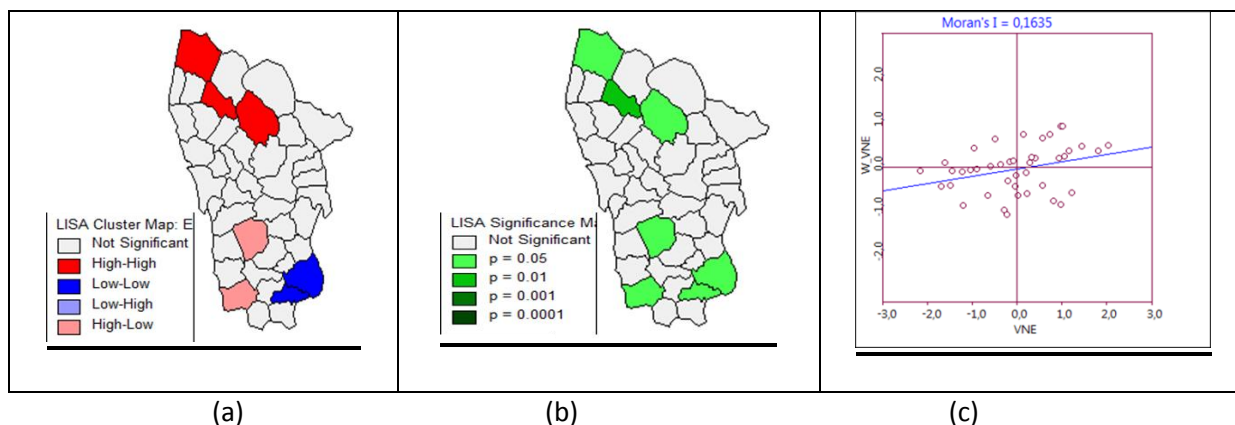 LISA Cluster Map: E
Not Significant
High-High
Low-Low
Low-High
High-Low
LISA Significance Ma
Not Significant
p = 0.05
p = 0.01
p = 0.001
p = 0.0001
Moran's I = 0,1635
W_VNE
2,0
1,0
0,0
-1,0
-2,0
-3,0 -2,0 -1,0 0,0 1,0 2,0 3,0
VNE
(a) (b) (c)